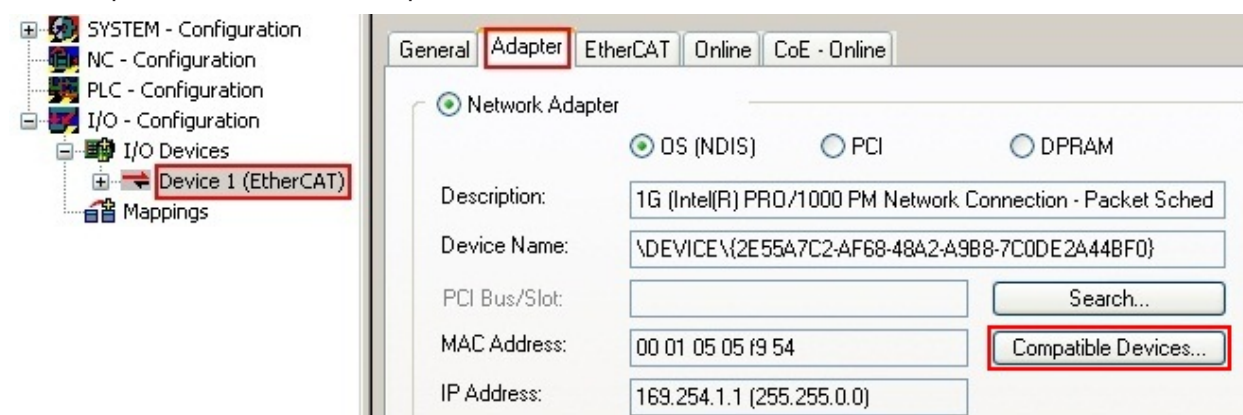 SYSTEM - Configuration
NC - Configuration
PLC - Configuration
I/O - Configuration
I/O Devices
Device 1 (EtherCAT)
Mappings
General Adapter EtherCAT Online CoE - Online
Network Adapter
OS (NDIS) PCI DPRAM
Description: 1G (Intel(R) PRO/1000 PM Network Connection - Packet Sched
Device Name: \DEVICE\{2E55A7C2-AF68-48A2-A9B8-7C0DE2A44BF0}
PCI Bus/Slot: Search...
MAC Address: 00 01 05 05 f9 54 Compatible Devices...
IP Address: 169.254.1.1 (255.255.0.0)